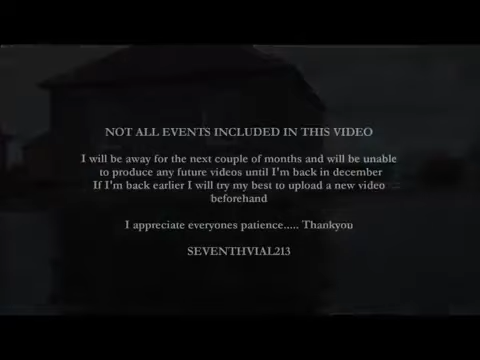 NOT ALL EVENTS INCLUDED IN THIS VIDEO
I will be away for the next couple of months and will be unable
to produce any future videos until I'm back in december
If I'm back earlier I will try my best to upload a new video
beforehand
I appreciate everyones patience..... Thankyou
SEVENTHVIAL213